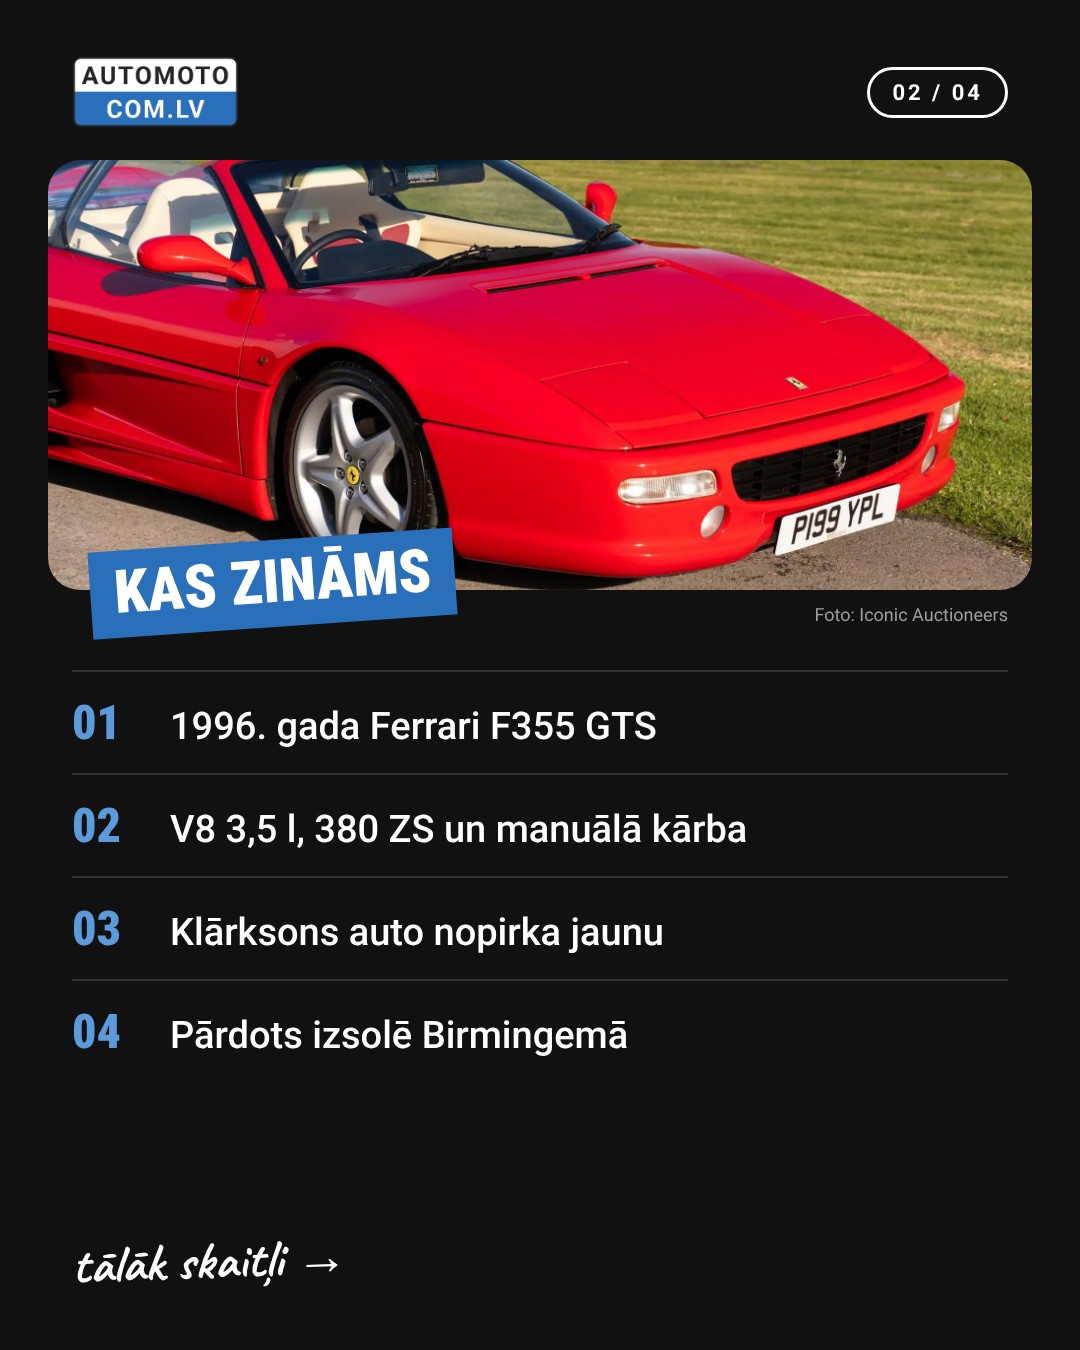 AUTOMOTO
COM.LV
02 / 04
P199 YPL
KAS ZINĀMS
Foto: Iconic Auctioneers
01 1996. gada Ferrari F355 GTS
02 V8 3,5 l, 380 ZS un manuālā kārba
03 Klārksons auto nopirka jaunu
04 Pārdots izsolē Birmingemā
tālāk skaitļi →